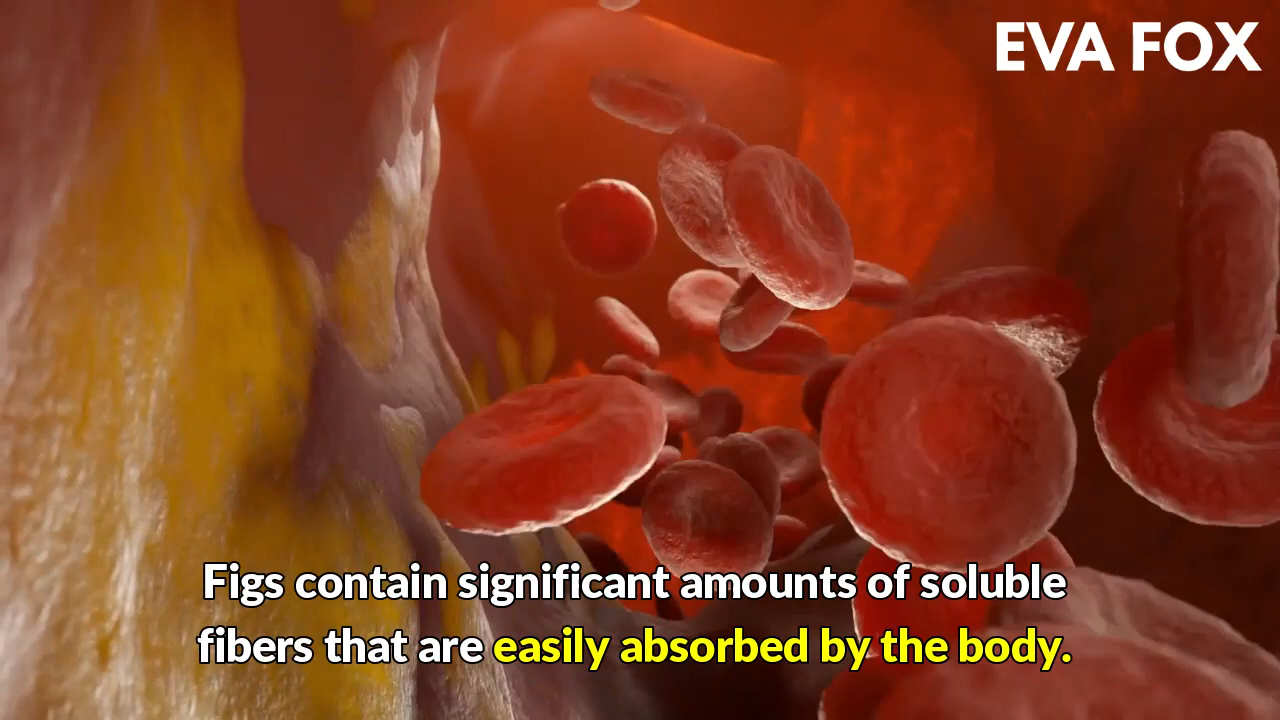 EVA FOX
Figs contain significant amounts of soluble
fibers that are easily absorbed by the body.